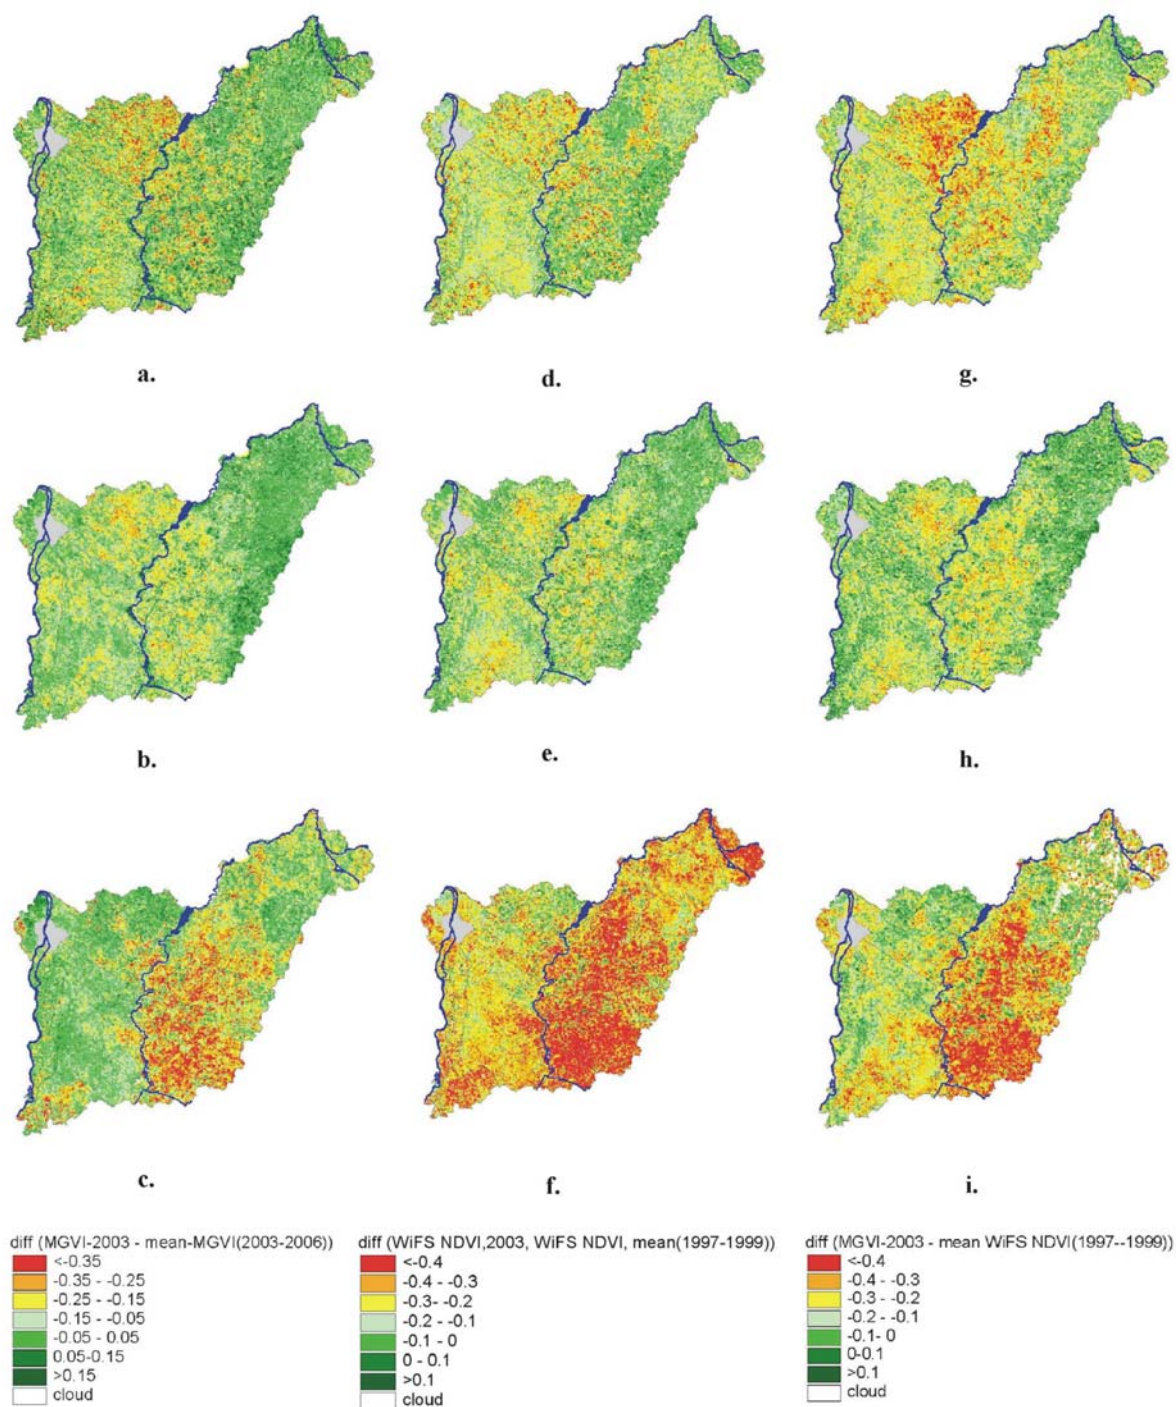 a.
d.
g.
b.
e.
h.
c.
f.
i.
diff (MGVI-2003 - mean-MGVI(2003-2006))
<-0.35
-0.35 - -0.25
-0.25 - -0.15
-0.15 - -0.05
-0.05 - 0.05
0.05-0.15
>0.15
cloud
diff (WiFS NDVI,2003, WiFS NDVI, mean(1997-1999))
<-0.4
-0.4 - -0.3
-0.3- -0.2
-0.2 - -0.1
-0.1 - 0
0 - 0.1
>0.1
cloud
diff (MGVI-2003 - mean WiFS NDVI(1997--1999))
<-0.4
-0.4 - -0.3
-0.3 - -0.2
-0.2 - -0.1
-0.1- 0
0-0.1
>0.1
cloud